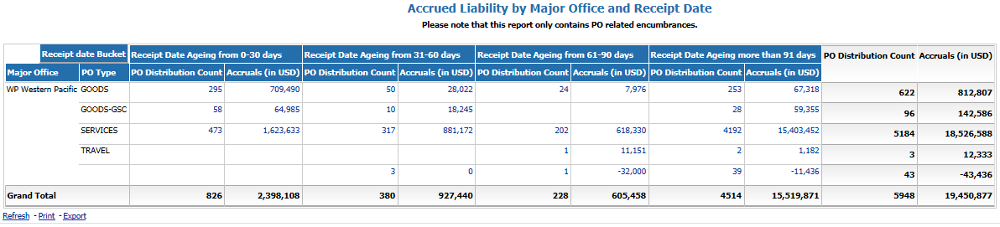 Accrued Liability by Major Office and Receipt Date
Please note that this report only contains PO related encumbrances.
Receipt date Bucket Receipt Date Ageing from 0-30 days Receipt Date Ageing from 31-60 days Receipt Date Ageing from 61-90 days Receipt Date Ageing more than 91 days PO Distribution Count Accruals (in USD)
Major Office PO Type PO Distribution Count Accruals (in USD) PO Distribution Count Accruals (in USD) PO Distribution Count Accruals (in USD) PO Distribution Count Accruals (in USD)
WP Western Pacific GOODS 295 709,490 50 28,022 24 7,976 253 67,318 622 812,807
GOODS-GSC 58 64,985 10 18,245 28 59,355 96 142,586
SERVICES 473 1,623,633 317 881,172 202 618,330 4192 15,403,452 5184 18,526,588
TRAVEL 1 11,151 2 1,182 3 12,333
3 0 1 -32,000 39 -11,436 43 -43,436
Grand Total 826 2,398,108 380 927,440 228 605,458 4514 15,519,871 5948 19,450,877
Refresh - Print - Export